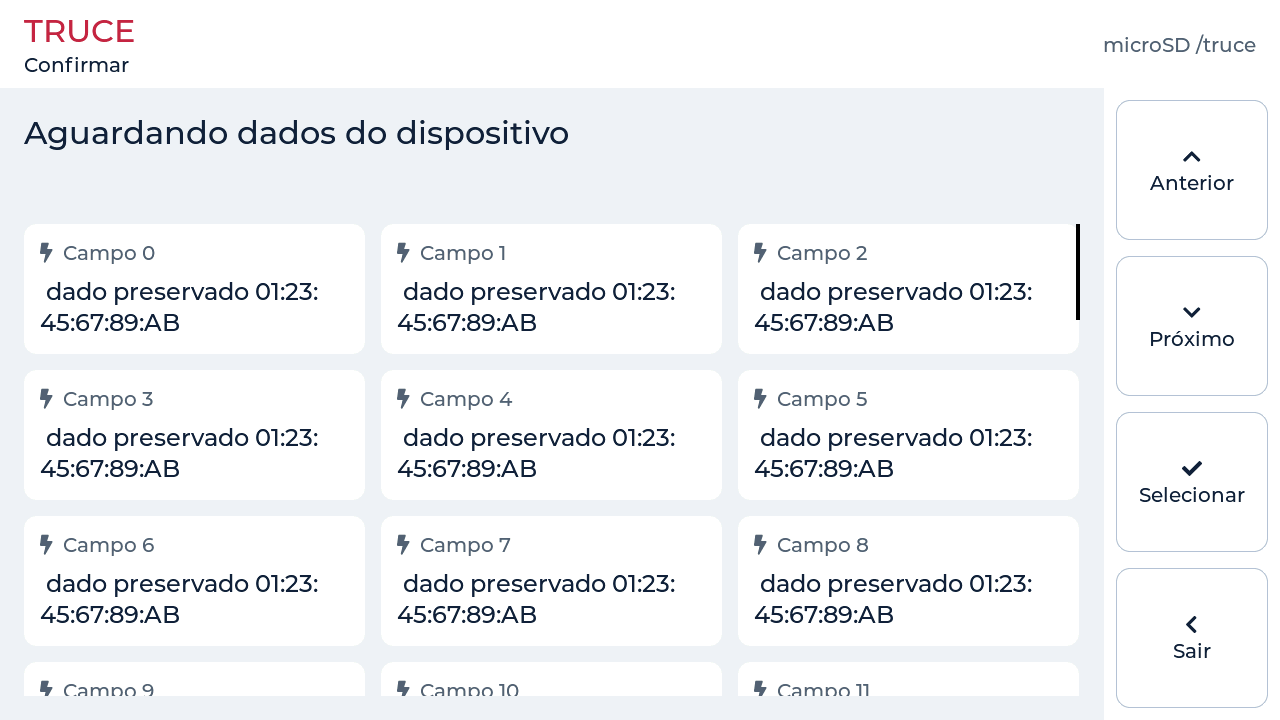 TRUCE
Confirmar
microSD /truce
Aguardando dados do dispositivo
Campo 0
dado preservado 01:23:
45:67:89:AB
Campo 1
dado preservado 01:23:
45:67:89:AB
Campo 2
dado preservado 01:23:
45:67:89:AB
Campo 3
dado preservado 01:23:
45:67:89:AB
Campo 4
dado preservado 01:23:
45:67:89:AB
Campo 5
dado preservado 01:23:
45:67:89:AB
Campo 6
dado preservado 01:23:
45:67:89:AB
Campo 7
dado preservado 01:23:
45:67:89:AB
Campo 8
dado preservado 01:23:
45:67:89:AB
Campo 9
Campo 10
Campo 11
Anterior
Próximo
Selecionar
Sair